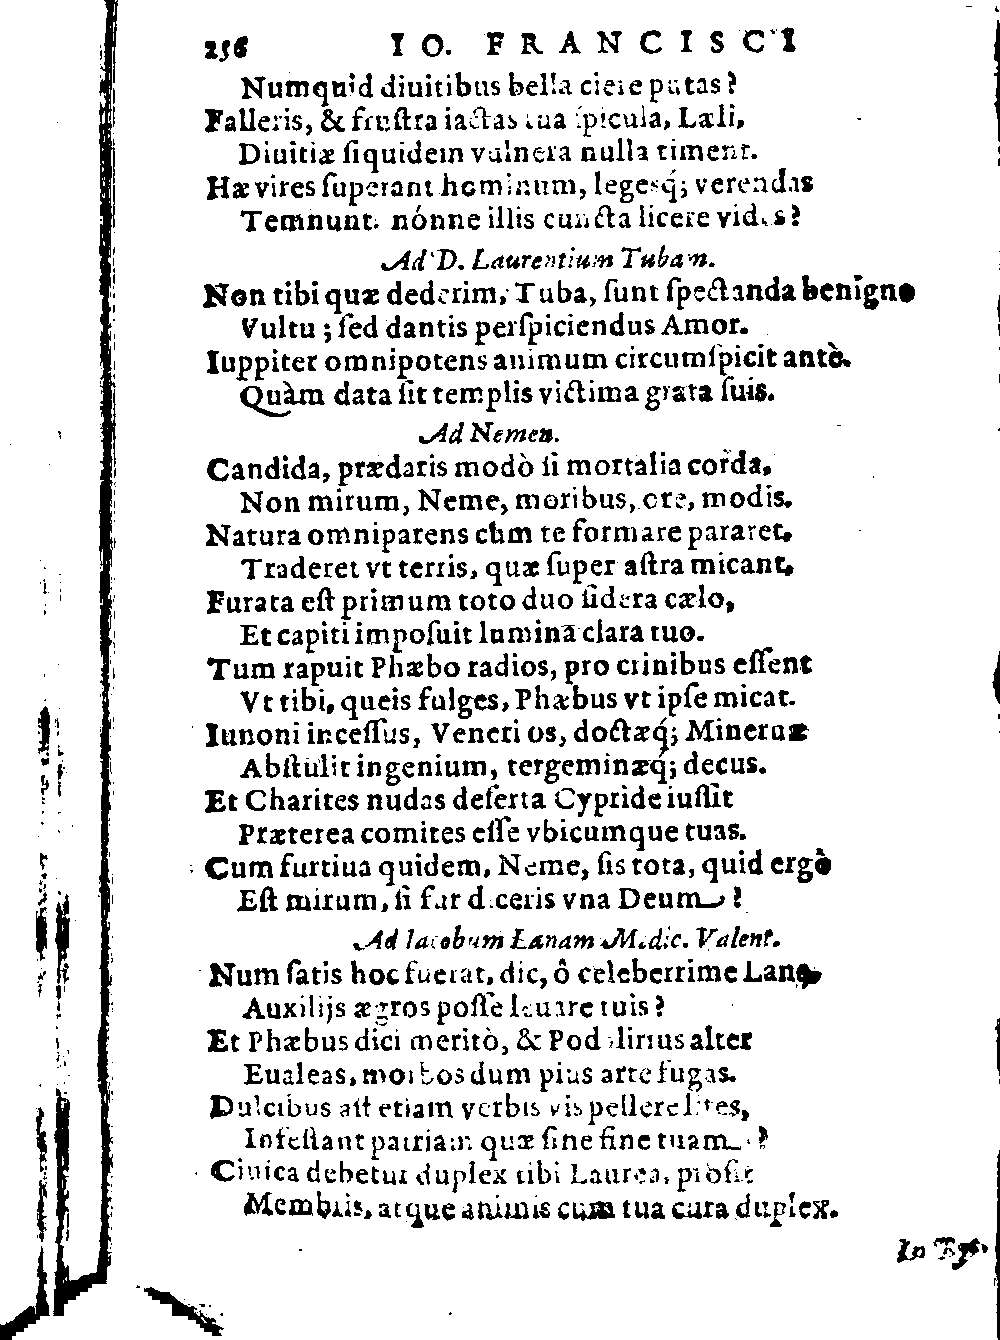 256 IO. FRANCISCI
Numquid diuitibus bella ciere putas?
Falleris, & frustra iactas tua spicula, Læli,
Diuitiæ siquidem vulnera nulla timent.
Hæ vires superant hominum, legesq́; verendas
Temnunt. nónne illis cuncta licere vides?
Ad D. Laurentium Tubam.
Non tibi quæ dederim, Tuba, sunt spectanda benigno
Vultu; sed dantis perspiciendus Amor.
Iuppiter omnipotens animum circumspicit antè.
Quàm data sit templis victima grata suis.
Ad Nemen.
Candida, prædaris modò si mortalia corda,
Non mirum, Neme, moribus, ore, modis.
Natura omniparens cùm te formare pararet,
Traderet vt terris, quæ super astra micant,
Furata est primum toto duo sidera cælo,
Et capiti imposuit lumina clara tuo.
Tum rapuit Phæbo radios, pro crinibus essent
Vt tibi, queis fulges, Phæbus vt ipse micat.
Iunoni incessus, Veneri os, doctæq́; Mineruæ
Abstulit ingenium, tergeminæq́; decus.
Et Charites nudas deserta Cypride iussit
Præterea comites esse vbicumque tuas.
Cum furtiua quidem, Neme, sis tota, quid ergò
Est mirum, si fur diceris vna Deum?
Ad Iacobum Lanam Medic. Valent.
Num satis hoc fuerat, dic, ô celeberrime Lana,
Auxilijs ægros posse leuare tuis?
Et Phæbus dici meritò, & Podalirius alter
Eualeas, morbos dum pius arte fugas.
Dulcibus att etiam verbis vis pellere lites,
Infestant patriam quæ sine fine tuam?
Ciuica debetur duplex tibi Laurea, prosit
Membris, atque animis cum tua cura duplex.
In